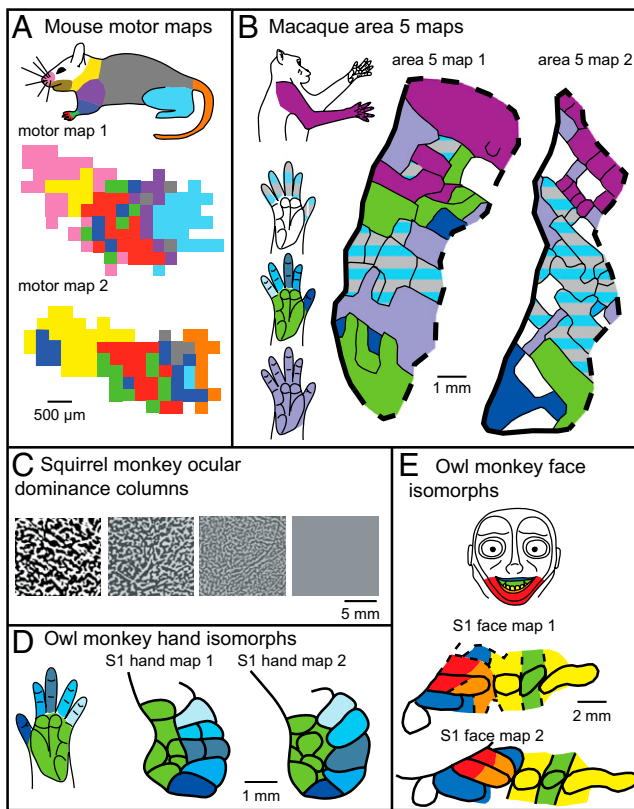 A Mouse motor maps
motor map 1
motor map 2
500 µm
B Macaque area 5 maps
area 5 map 1
area 5 map 2
1 mm
C Squirrel monkey ocular
dominance columns
5 mm
D Owl monkey hand isomorphs
S1 hand map 1
S1 hand map 2
1 mm
E Owl monkey face
isomorphs
S1 face map 1
2 mm
S1 face map 2